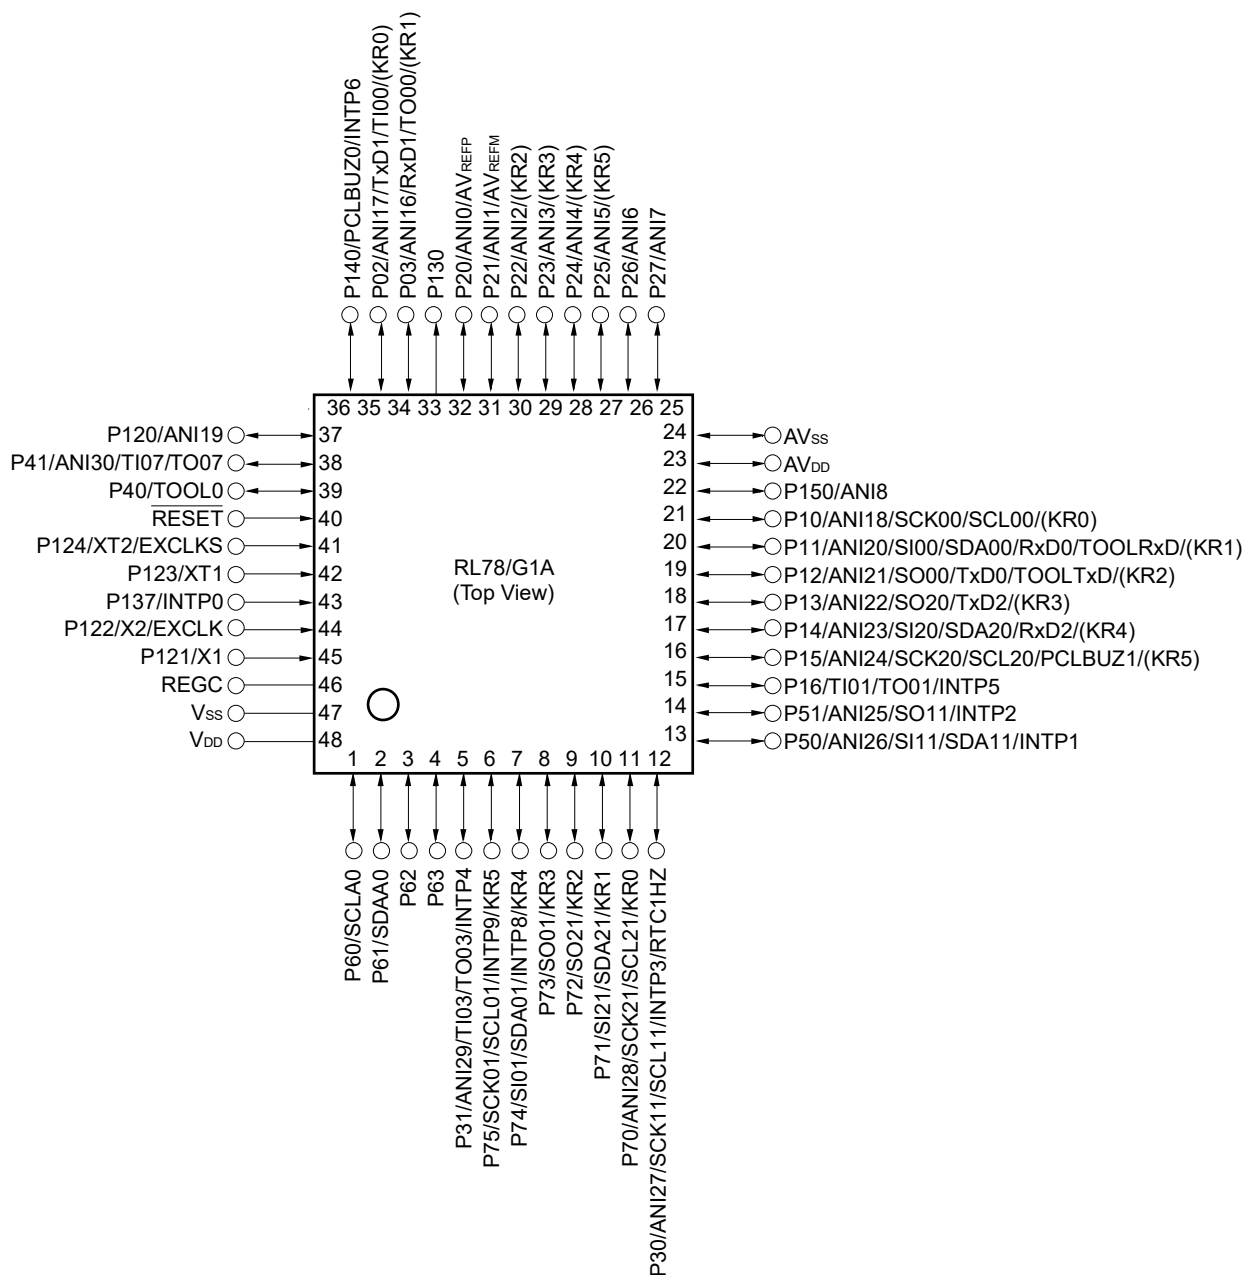 P140/PCLBUZ0/INTP6
P02/ANI17/TxD1/TI00/(KR0)
P03/ANI16/RxD1/TO00/(KR1)
P130
P20/ANI0/AVREFP
P21/ANI1/AVREFM
P22/ANI2/(KR2)
P23/ANI3/(KR3)
P24/ANI4/(KR4)
P25/ANI5/(KR5)
P26/ANI6
P27/ANI7
36 35 34 33 32 31 30 29 28 27 26 25
P120/ANI19 37
P41/ANI30/TI07/TO07 38
P40/TOOL0 39
RESET 40
P124/XT2/EXCLKS 41
P123/XT1 42
P137/INTP0 43
P122/X2/EXCLK 44
P121/X1 45
REGC 46
VSS 47
VDD 48
RL78/G1A
(Top View)
24 AVSS
23 AVDD
22 P150/ANI8
21 P10/ANI18/SCK00/SCL00/(KR0)
20 P11/ANI20/SI00/SDA00/RxD0/TOOLRxD/(KR1)
19 P12/ANI21/SO00/TxD0/TOOLTxD/(KR2)
18 P13/ANI22/SO20/TxD2/(KR3)
17 P14/ANI23/SI20/SDA20/RxD2/(KR4)
16 P15/ANI24/SCK20/SCL20/PCLBUZ1/(KR5)
15 P16/TI01/TO01/INTP5
14 P51/ANI25/SO11/INTP2
13 P50/ANI26/SI11/SDA11/INTP1
1 2 3 4 5 6 7 8 9 10 11 12
P60/SCLA0
P61/SDAA0
P62
P63
P31/ANI29/TI03/TO03/INTP4
P75/SCK01/SCL01/INTP9/KR5
P74/SI01/SDA01/INTP8/KR4
P73/SO01/KR3
P72/SO21/KR2
P71/SI21/SDA21/KR1
P70/ANI28/SCK21/SCL21/KR0
P30/ANI27/SCK11/SCL11/INTP3/RTC1HZ